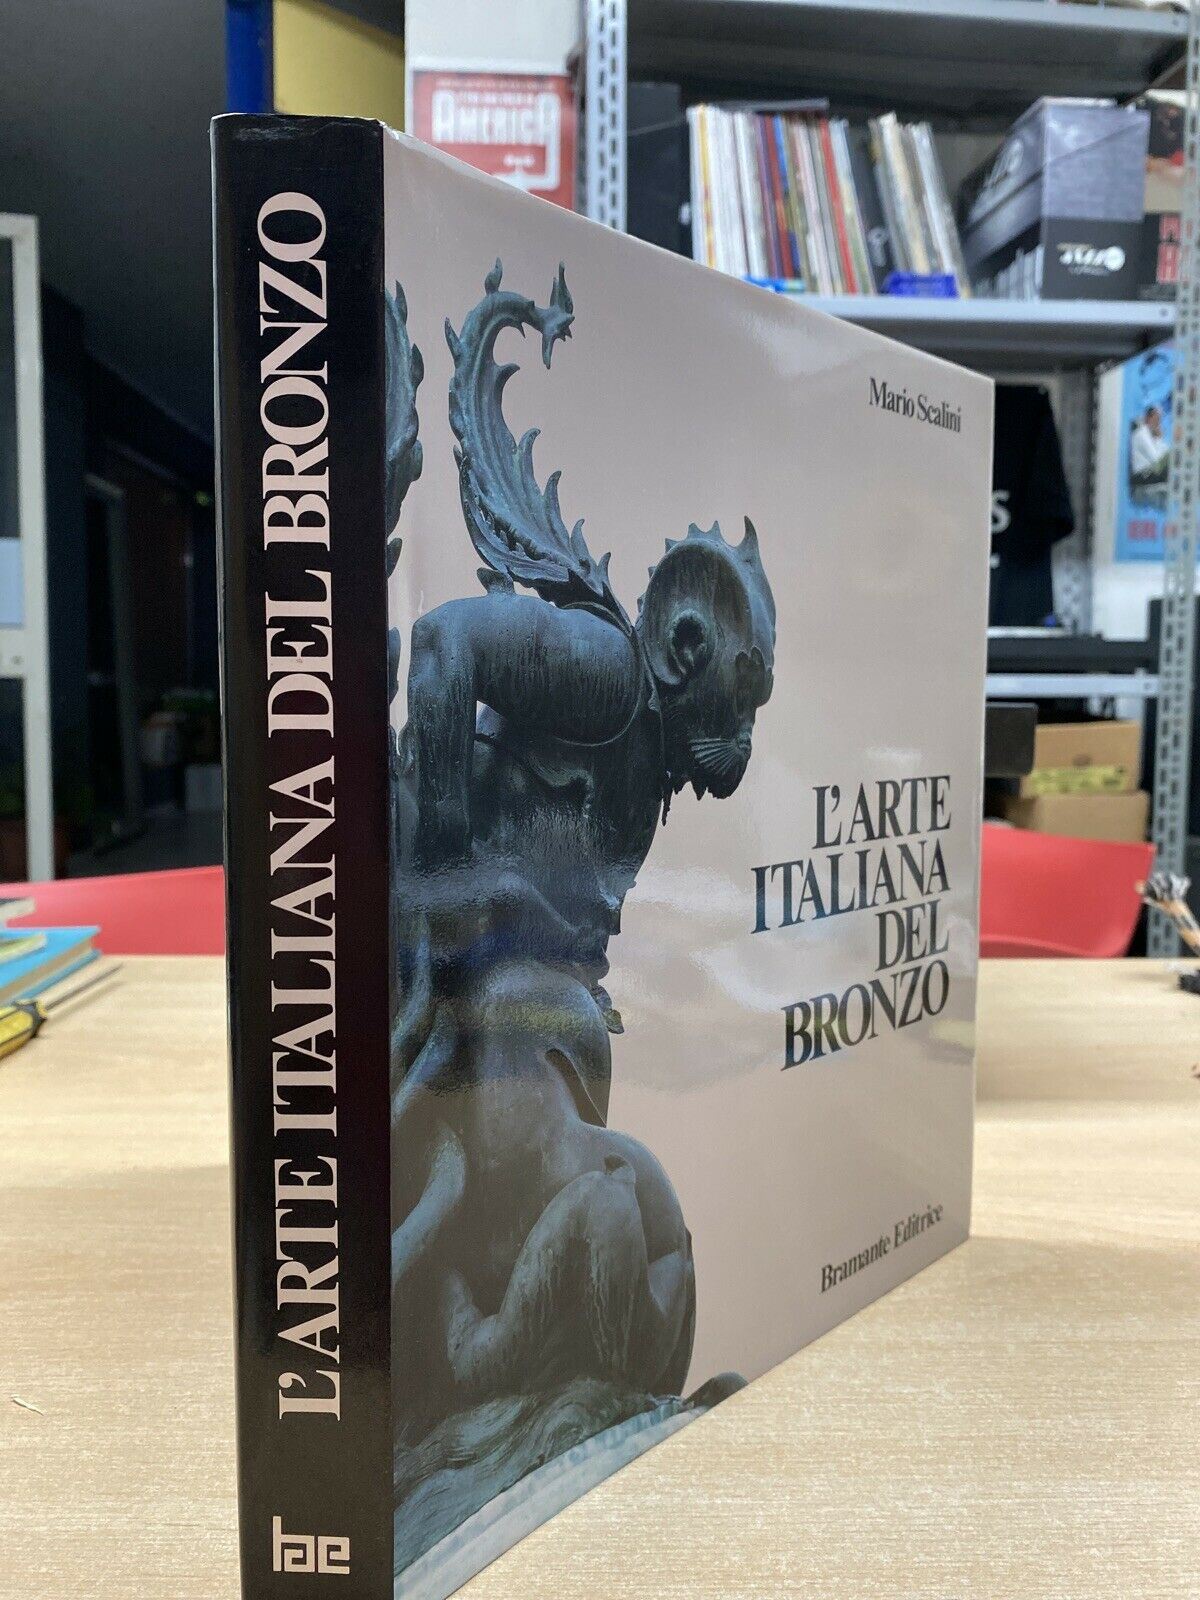 L'ARTE ITALIANA DEL BRONZO
Mario Scalini
L'ARTE
ITALIANA
DEL
BRONZO
Bramante Editrice
AMERICA